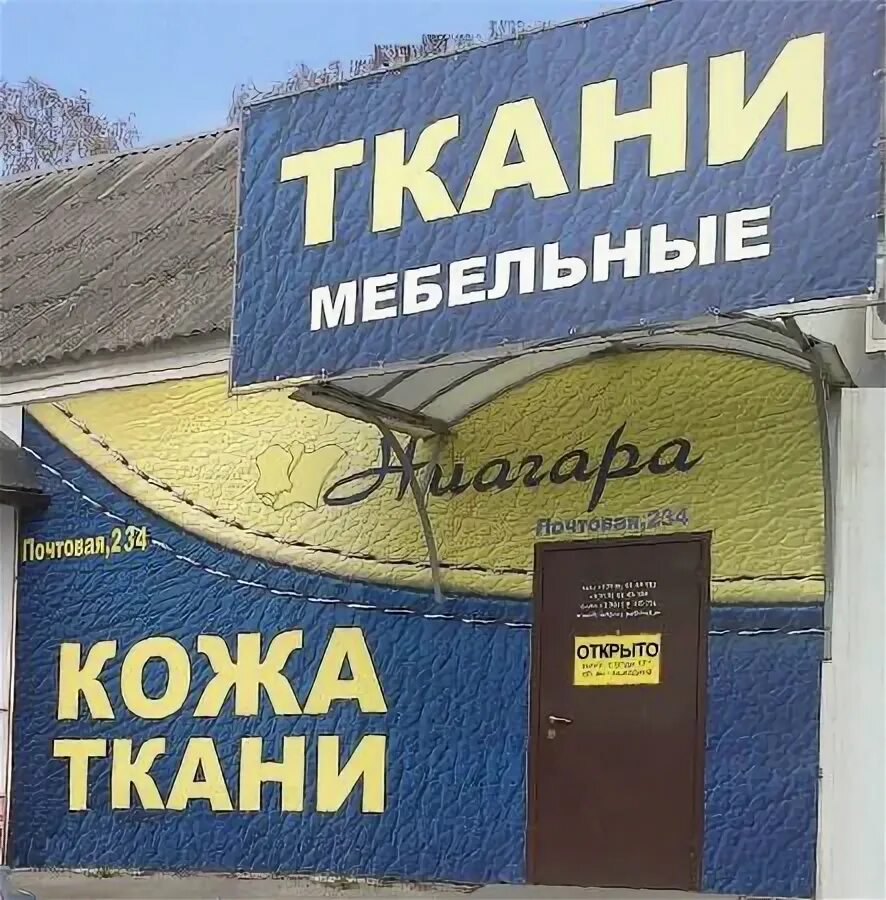 ТКАНИ
МЕБЕЛЬНЫЕ
Ниагара
Почтовая,234
Почтовая,234
ОТКРЫТО
КОЖА
ТКАНИ